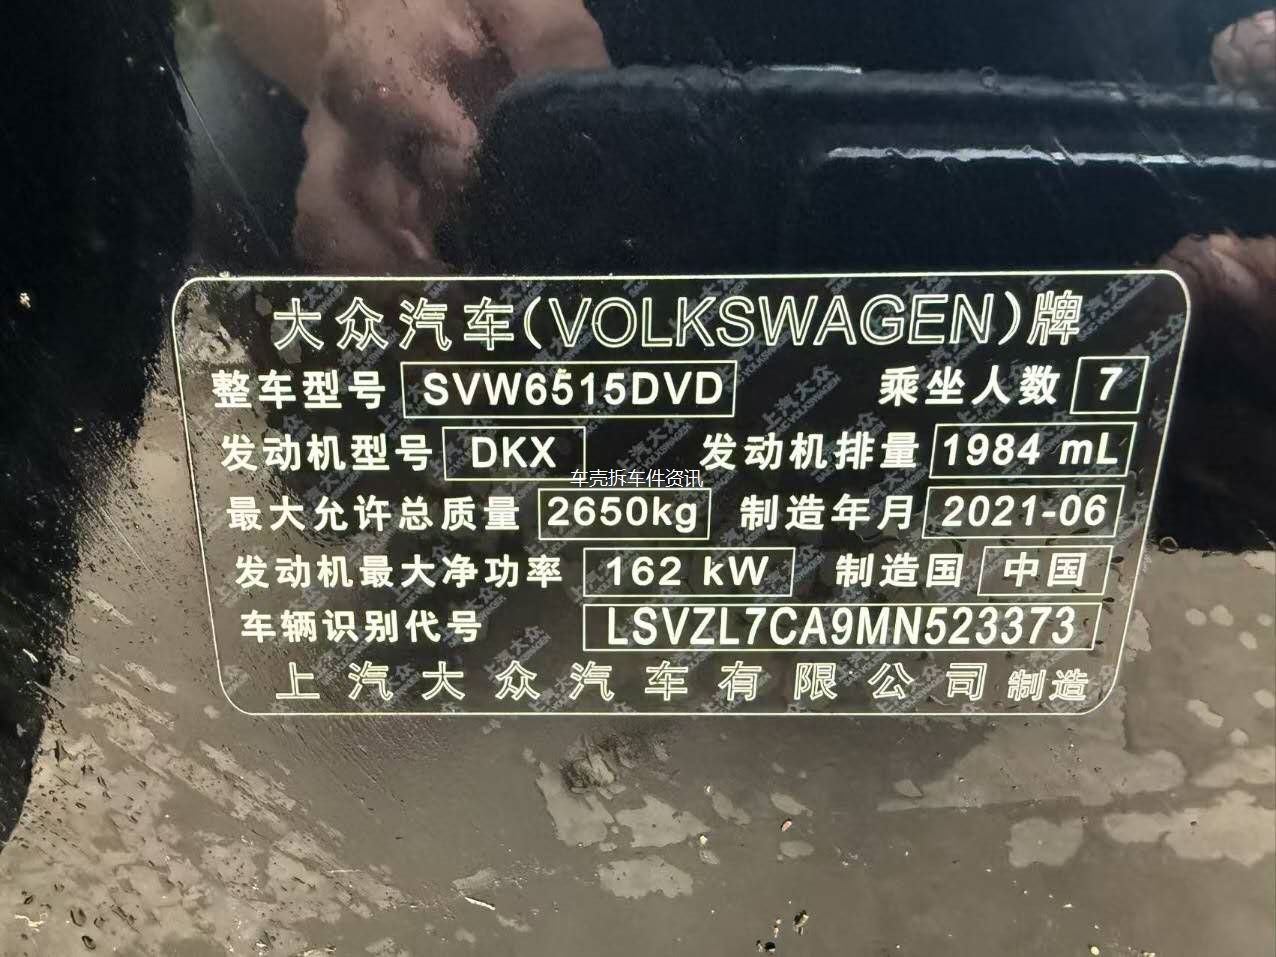 大众汽车(VOLKSWAGEN)牌
整车型号 SVW6515DVD 乘坐人数 7
发动机型号 DKX 发动机排量 1984 mL
车壳拆车件资讯
最大允许总质量 2650kg 制造年月 2021-06
发动机最大净功率 162 kW 制造国 中国
车辆识别代号 LSVZL7CA9MN523373
上汽大众汽车有限公司 制造